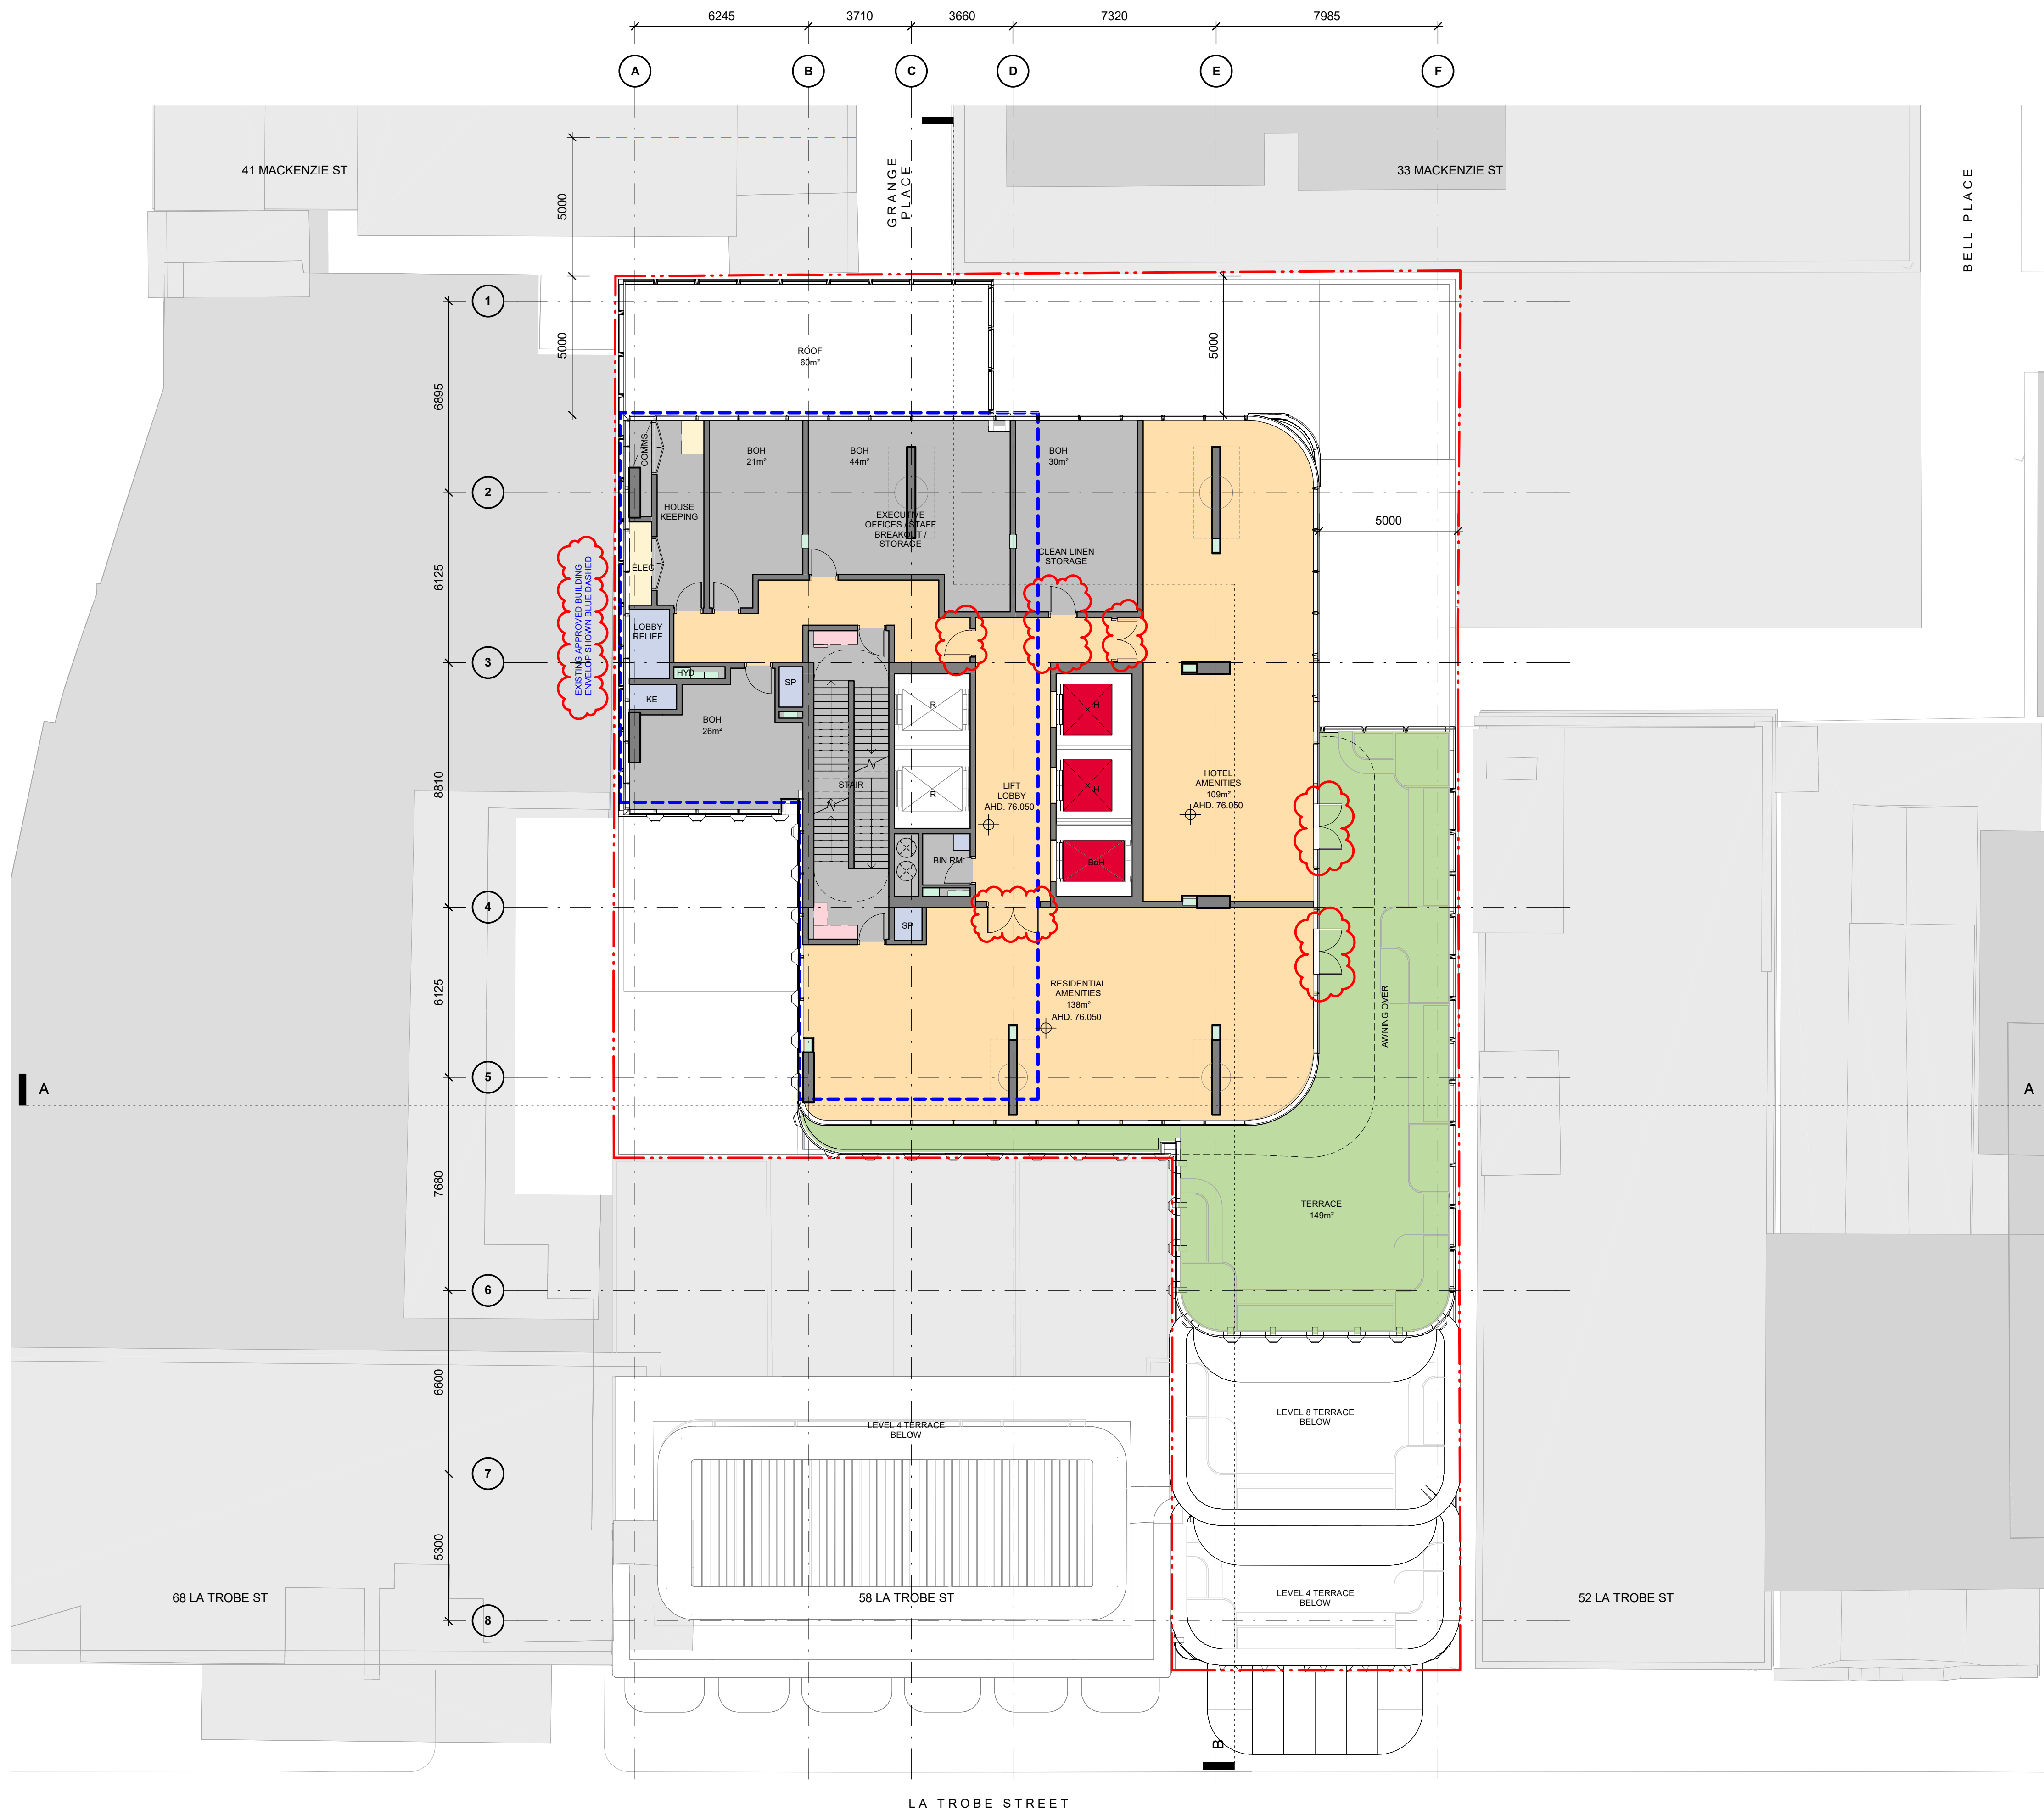 6245
3710
3660
7320
7985
A
B
C
D
E
F
41 MACKENZIE ST
GRANGE
PLACE
33 MACKENZIE ST
BELL PLACE
5000
1
5000
5000
ROOF
60m²
6895
COMMS
BOH
21m²
BOH
44m²
BOH
30m²
2
HOUSE
KEEPING
EXECUTIVE
OFFICES / STAFF
BREAKOUT /
STORAGE
5000
CLEAN LINEN
STORAGE
ELEC
6125
EXISTING APPROVED BUILDING
ENVELOP SHOWN BLUE DASHED
LOBBY
RELIEF
3
HYD
SP
KE
BOH
26m²
R
H
8810
STAIR
R
LIFT
LOBBY
AHD. 76.050
H
HOTEL
AMENITIES
109m²
AHD. 76.050
BIN RM.
BoH
4
SP
6125
RESIDENTIAL
AMENITIES
138m²
AHD. 76.050
AWNING OVER
5
A
A
7680
TERRACE
149m²
6
6600
LEVEL 8 TERRACE
BELOW
LEVEL 4 TERRACE
BELOW
7
5300
68 LA TROBE ST
58 LA TROBE ST
LEVEL 4 TERRACE
BELOW
52 LA TROBE ST
8
B
LA TROBE STREET